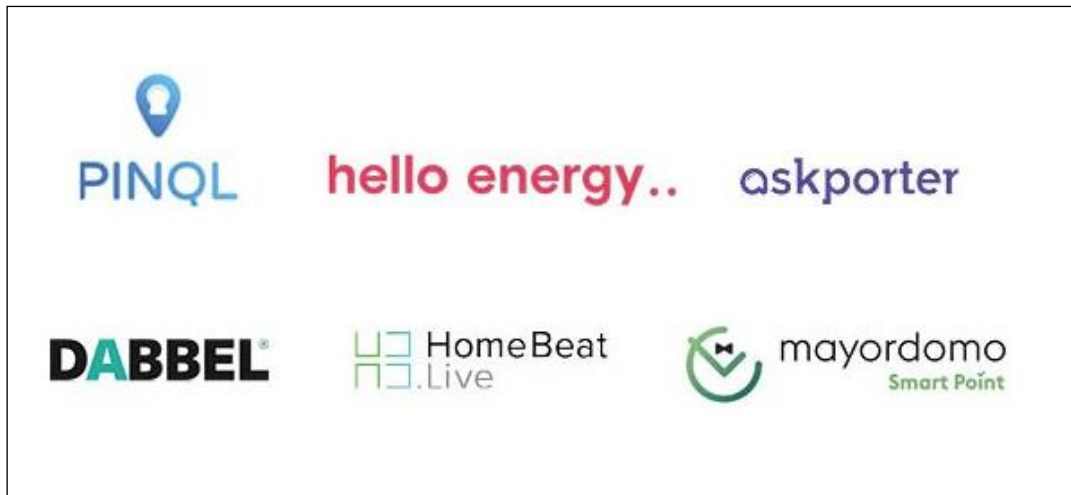 PINQL
hello energy..
askporter
DABBEL®
HomeBeat
.Live
mayordomo
Smart Point